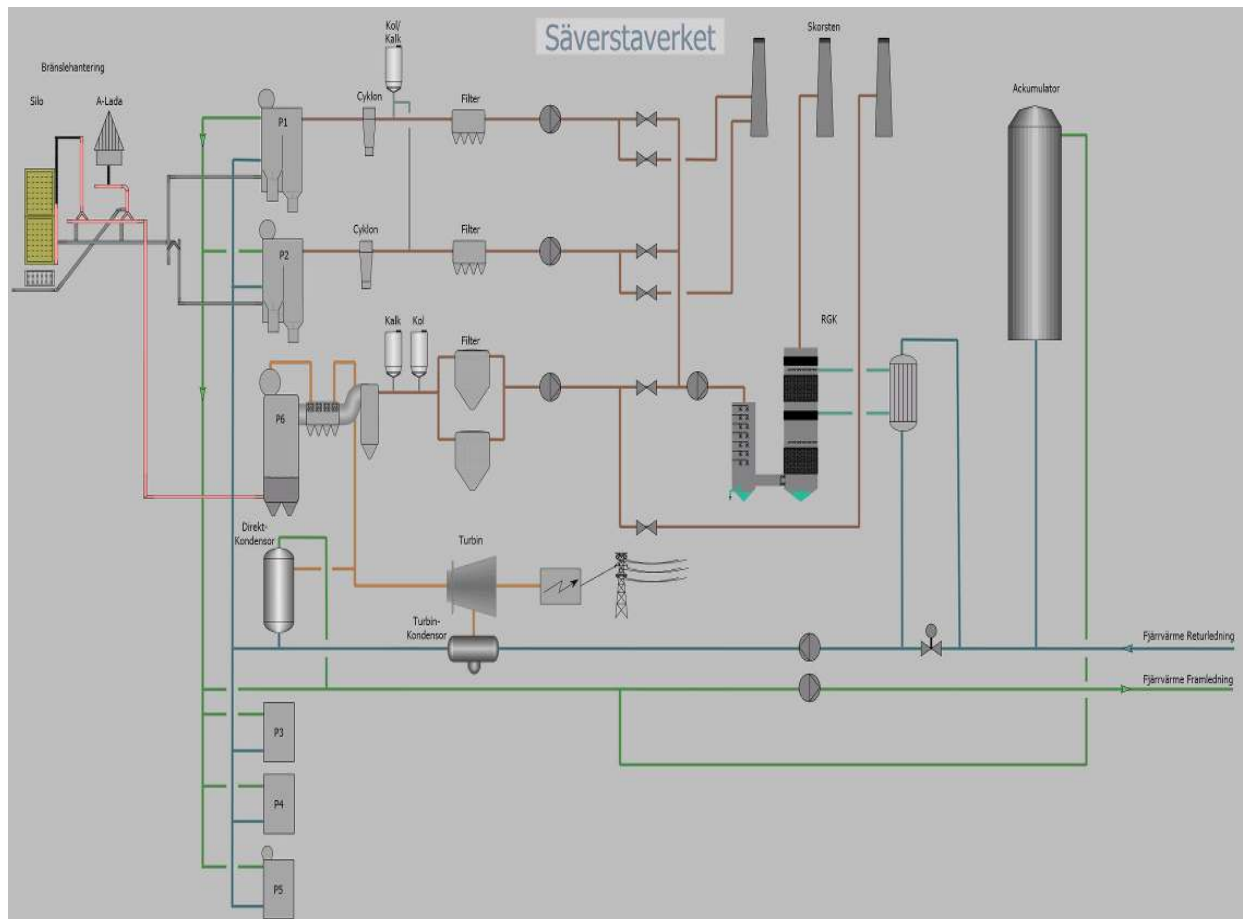 Säverstaverket
Bränslehantering
Silo
A-Lada
Kol/
Kalk
Cyklon
Filter
Skorsten
Ackumulator
P1
Cyklon
Filter
P2
Kalk
Kol
Filter
RGK
P6
Direkt-
Kondensor
Turbin
Turbin-
Kondensor
Fjärrvärme Returledning
Fjärrvärme Framledning
P3
P4
P5